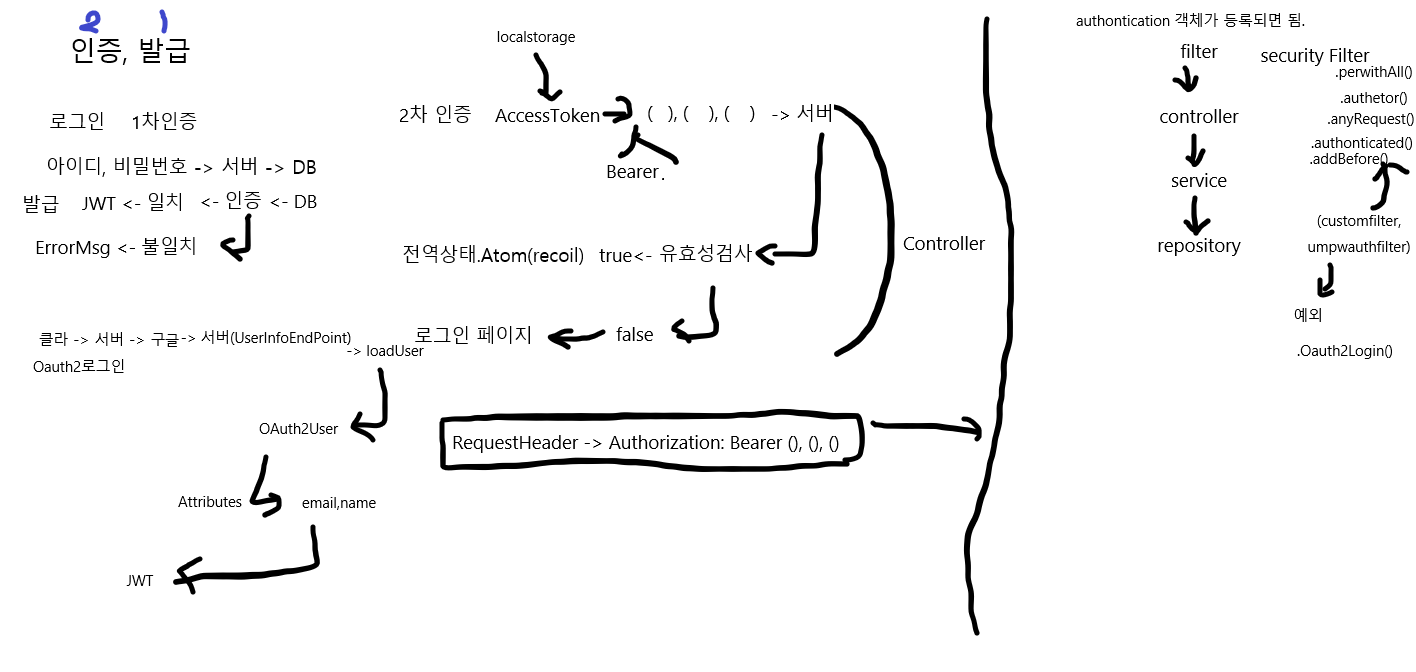 2 1
인증, 발급
로그인 1차인증
아이디, 비밀번호 -> 서버 -> DB
발급 JWT <- 일치 <- 인증 <- DB
ErrorMsg <- 불일치
클라 -> 서버 -> 구글 -> 서버(UserInfoEndPoint)
-> loadUser
Oauth2로그인
OAuth2User
Attributes email,name
JWT
localstorage
2차 인증 AccessToken ( ), ( ), ( ) -> 서버
Bearer .
전역상태.Atom(recoil) true<- 유효성검사
로그인 페이지 false
Controller
RequestHeader -> Authorization: Bearer (), (), ()
authontication 객체가 등록되면 됨.
filter
controller
service
repository
security Filter
.perwithAll()
.authetor()
.anyRequest()
.authonticated()
.addBefore()
(customfilter,
umpwauthfilter)
예외
.Oauth2Login()